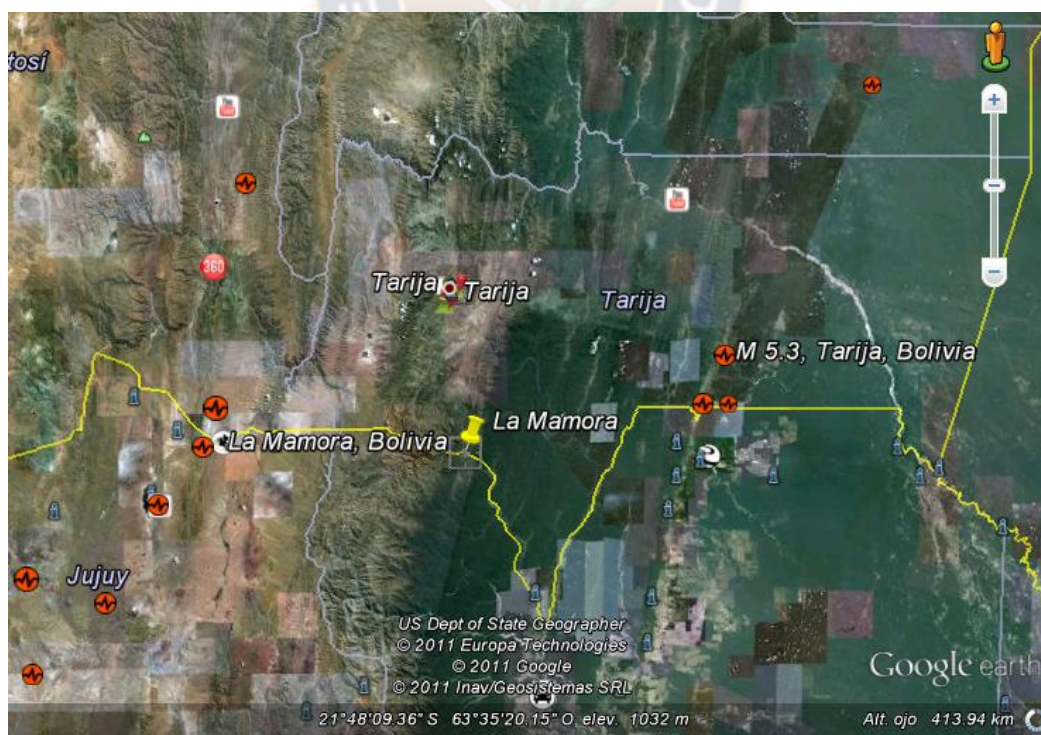 tosí
360
Tarija
Tarija
Tarija
M 5.3, Tarija, Bolivia
La Mamora
La Mamora, Bolivia
Jujuy
US Dept of State Geographer
© 2011 Europa Technologies
© 2011 Google
© 2011 Inav/Geosistemas SRL
Google earth
21°48'09.36" S 63°35'20.15" O elev. 1032 m
Alt. ojo 413.94 km